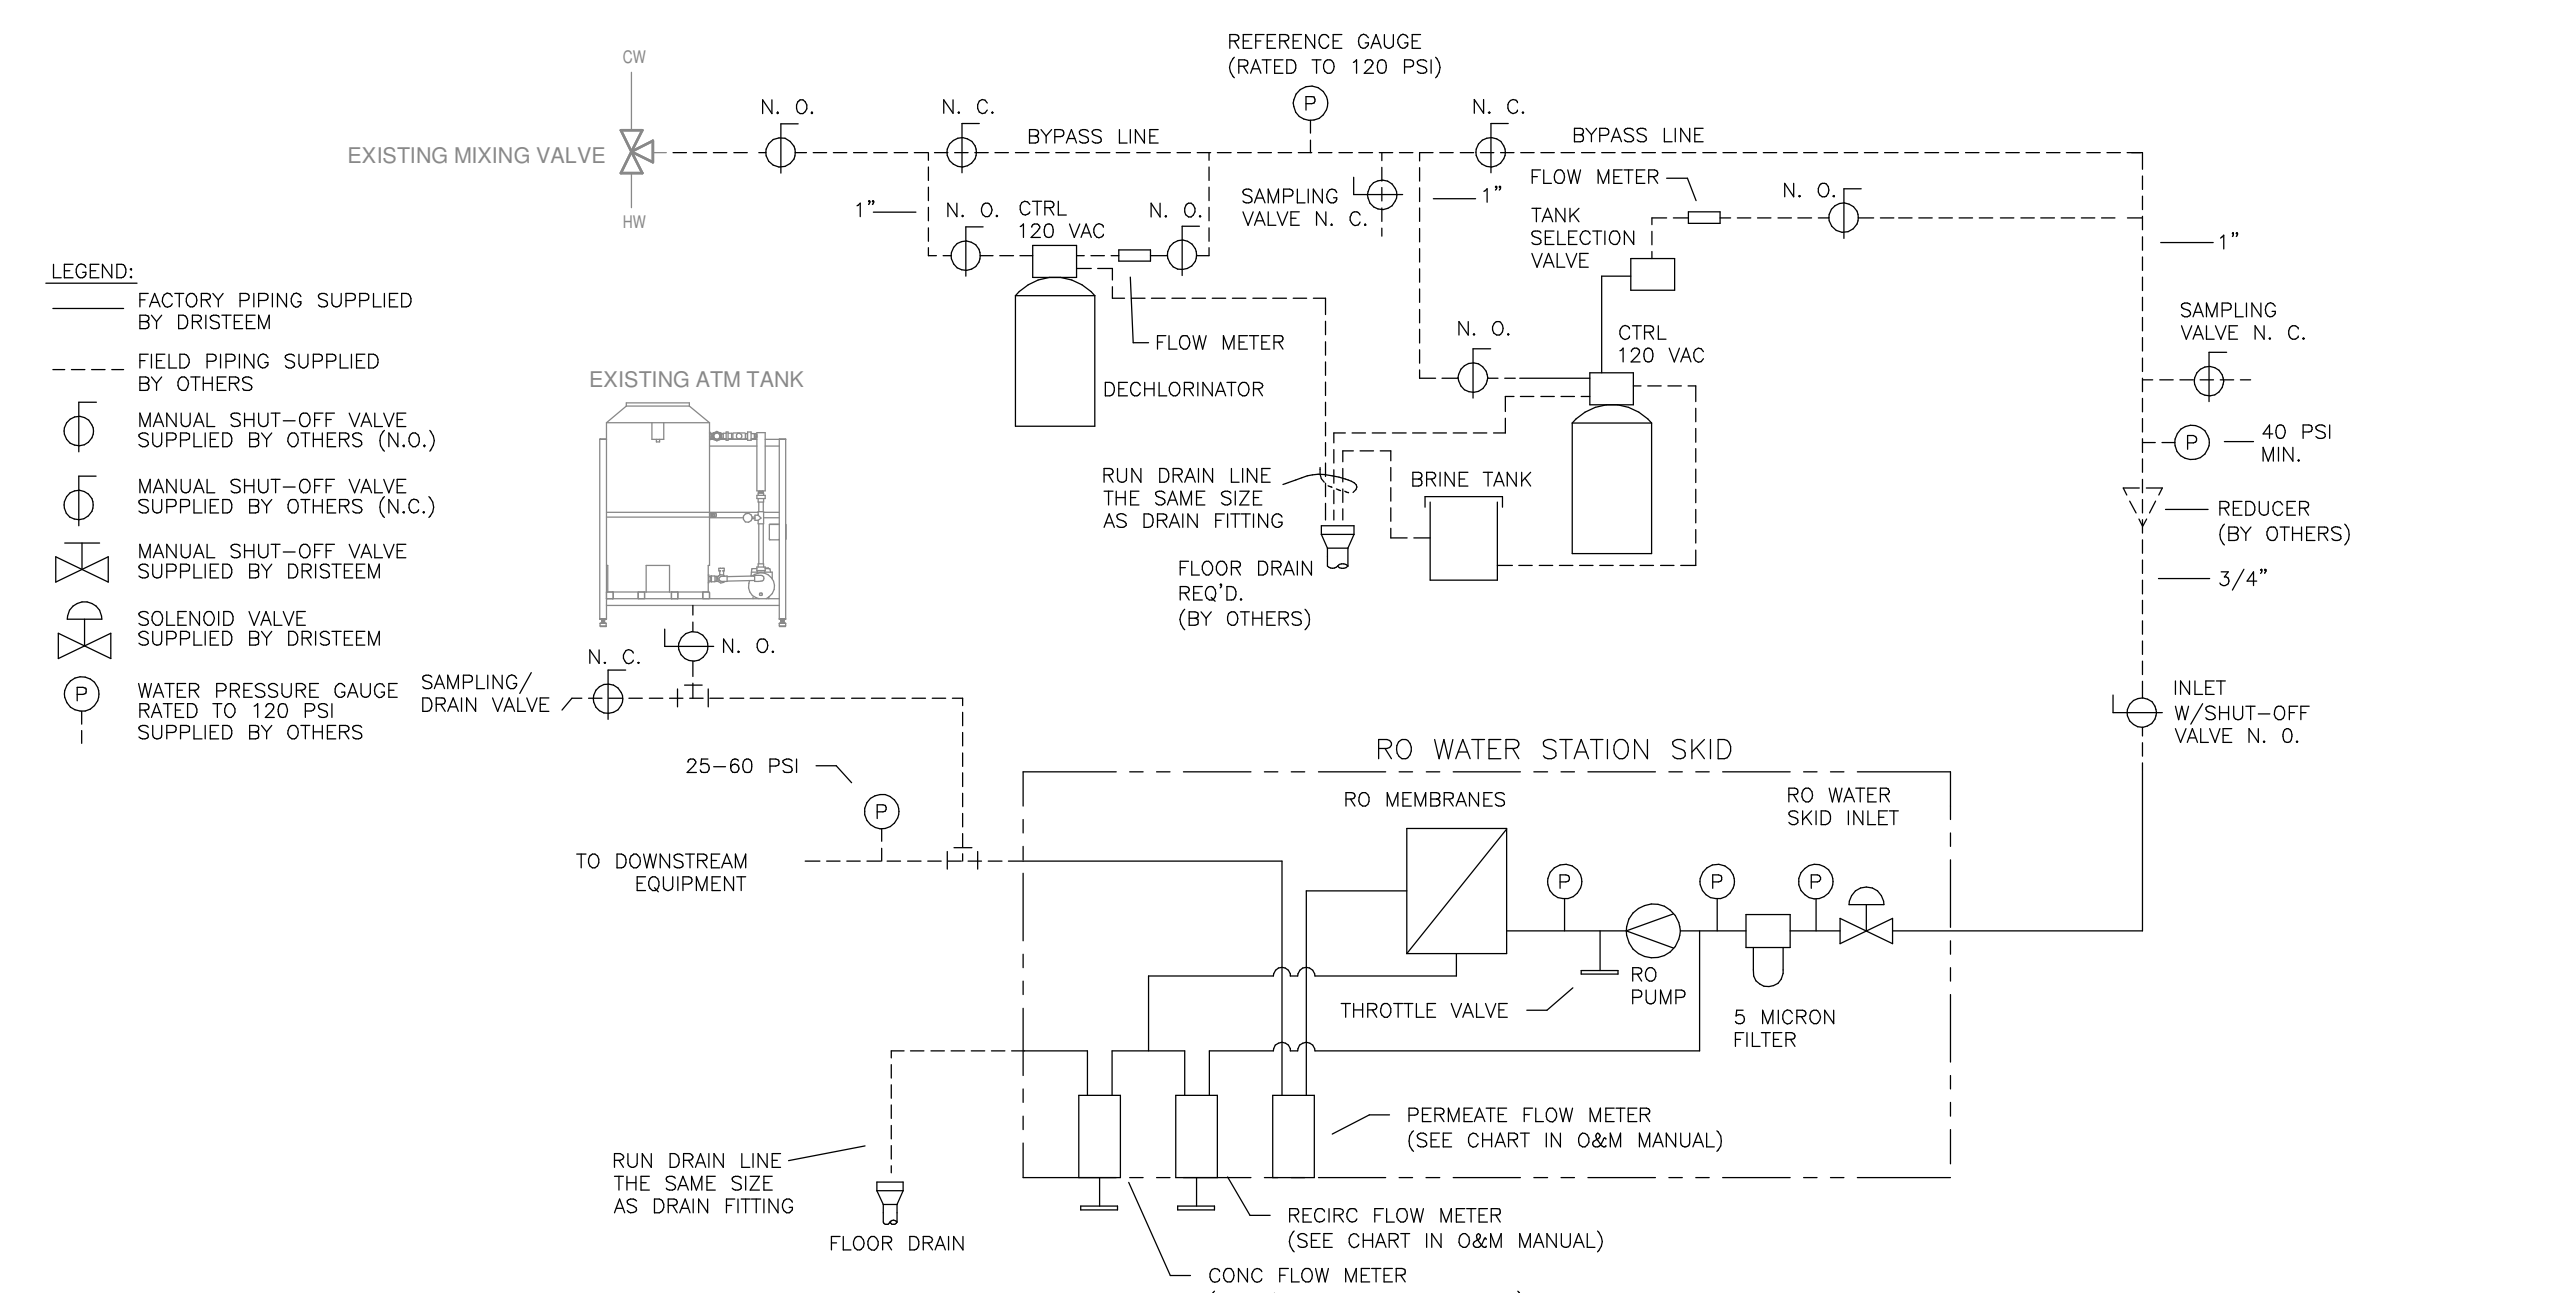 REFERENCE GAUGE
(RATED TO 120 PSI)
CW
P
N. O.
N. C.
N. C.
BYPASS LINE
BYPASS LINE
EXISTING MIXING VALVE
FLOW METER
N. O.
SAMPLING
VALVE N. C.
1"
1"
N. O.
CTRL
120 VAC
N. O.
TANK
SELECTION
VALVE
HW
1"
LEGEND:
FACTORY PIPING SUPPLIED
BY DRISTEEM
FIELD PIPING SUPPLIED
BY OTHERS
MANUAL SHUT-OFF VALVE
SUPPLIED BY OTHERS (N.O.)
MANUAL SHUT-OFF VALVE
SUPPLIED BY OTHERS (N.C.)
MANUAL SHUT-OFF VALVE
SUPPLIED BY DRISTEEM
SOLENOID VALVE
SUPPLIED BY DRISTEEM
P
WATER PRESSURE GAUGE
RATED TO 120 PSI
SUPPLIED BY OTHERS
SAMPLING
VALVE N. C.
N. O.
CTRL
120 VAC
FLOW METER
EXISTING ATM TANK
DECHLORINATOR
P
40 PSI
MIN.
RUN DRAIN LINE
THE SAME SIZE
AS DRAIN FITTING
BRINE TANK
REDUCER
(BY OTHERS)
FLOOR DRAIN
REQ'D.
(BY OTHERS)
3/4"
N. O.
N. C.
SAMPLING/
DRAIN VALVE
INLET
W/SHUT-OFF
VALVE N. O.
RO WATER STATION SKID
25-60 PSI
P
RO MEMBRANES
RO WATER
SKID INLET
TO DOWNSTREAM
EQUIPMENT
P
P
P
RO
PUMP
THROTTLE VALVE
5 MICRON
FILTER
PERMEATE FLOW METER
(SEE CHART IN O&M MANUAL)
RUN DRAIN LINE
THE SAME SIZE
AS DRAIN FITTING
FLOOR DRAIN
RECIRC FLOW METER
(SEE CHART IN O&M MANUAL)
CONC FLOW METER